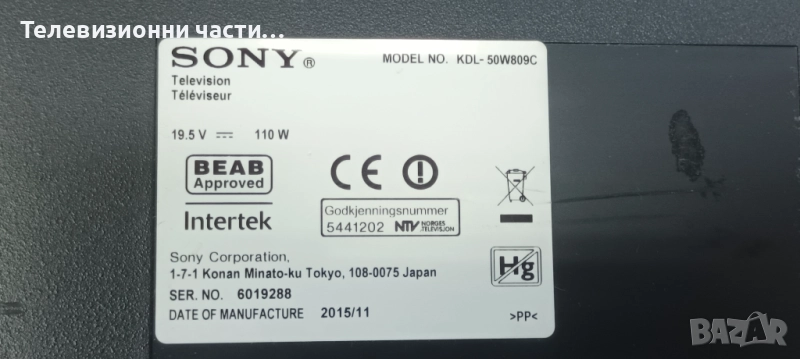 Телевизионни части...
SONY®
MODEL NO. KDL- 50W809C
Television
Téléviseur
19.5 V ⎓ 110 W
BEAB
Approved
Intertek
CE
Godkjenningsnummer
5441202 NTV NORGES TELEVISJON
Hg
Sony Corporation,
1-7-1 Konan Minato-ku Tokyo, 108-0075 Japan
SER. NO. 6019288
DATE OF MANUFACTURE 2015/11
>PP<
BAZAR